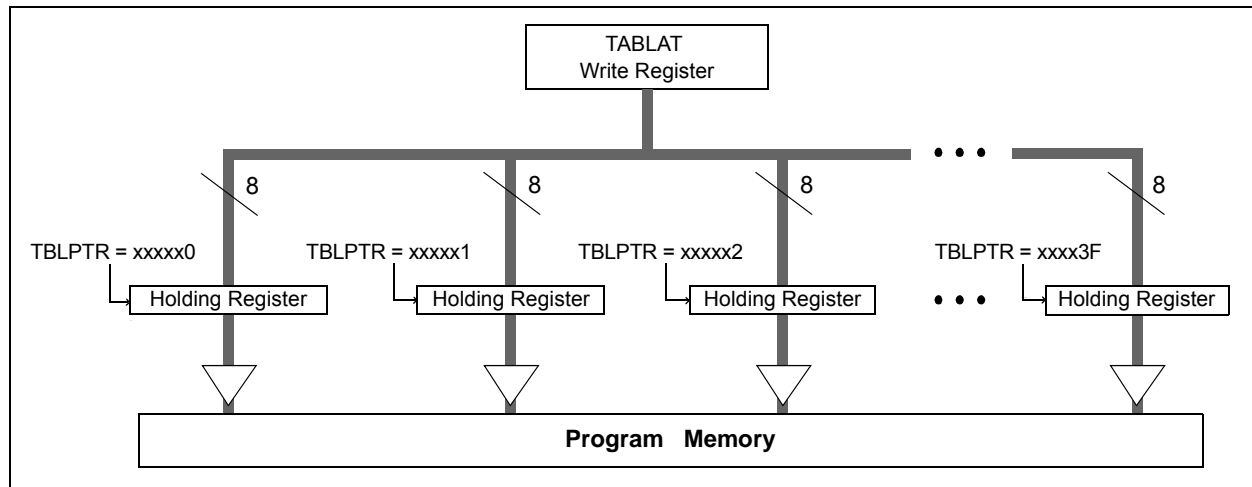 TABLAT
Write Register
8
8
8
8
TBLPTR = xxxxx0
TBLPTR = xxxxx1
TBLPTR = xxxxx2
TBLPTR = xxxx3F
Holding Register
Holding Register
Holding Register
Holding Register
Program Memory